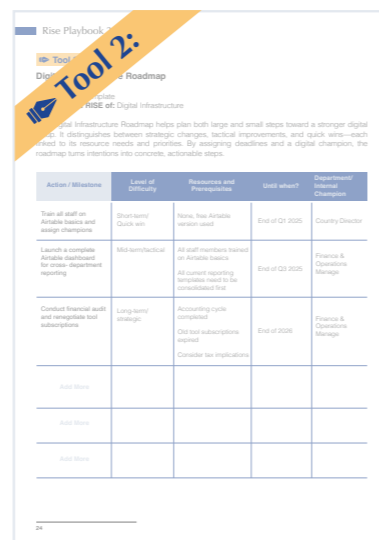 Rise Playbook
Tool 2:
Tool
Roadmap
RISE of: Digital Infrastructure
Digital Infrastructure Roadmap helps plan both large and small steps toward a stronger digital
It distinguishes between strategic changes, tactical improvements, and quick wins—each
linked to its resource needs and priorities. By assigning deadlines and a digital champion, the
roadmap turns intentions into concrete, actionable steps.
Action / Milestone
Level of
Difficulty
Resources and
Prerequisites
Until when?
Department/
Internal
Champion
Train all staff on
Airtable basics and
assign champions
Short-term/
Quick win
None, free Airtable
version used
End of Q1 2025
Country Director
Launch a complete
Airtable dashboard
for cross-department
reporting
Mid-term/tactical
All staff members trained
on Airtable basics
All current reporting
templates need to be
consolidated first
End of Q3 2025
Finance &
Operations
Manage
Conduct financial audit
and renegotiate tool
subscriptions
Long-term/
strategic
Accounting cycle
completed
Old tool subscriptions
expired
Consider tax implications
End of 2026
Finance &
Operations
Manage
Add More
Add More
Add More
24